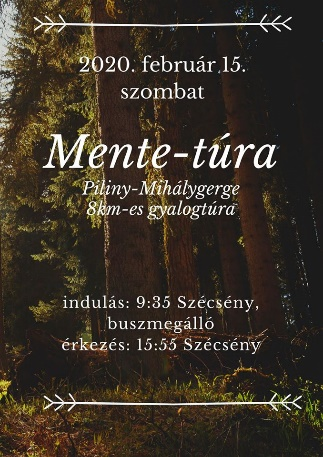 2020. február 15.
szombat
Mente-túra
Piliny-Mihálygerge
8km-es gyalogtúra
indulás: 9:35 Szécsény,
buszmegálló
érkezés: 15:55 Szécsény